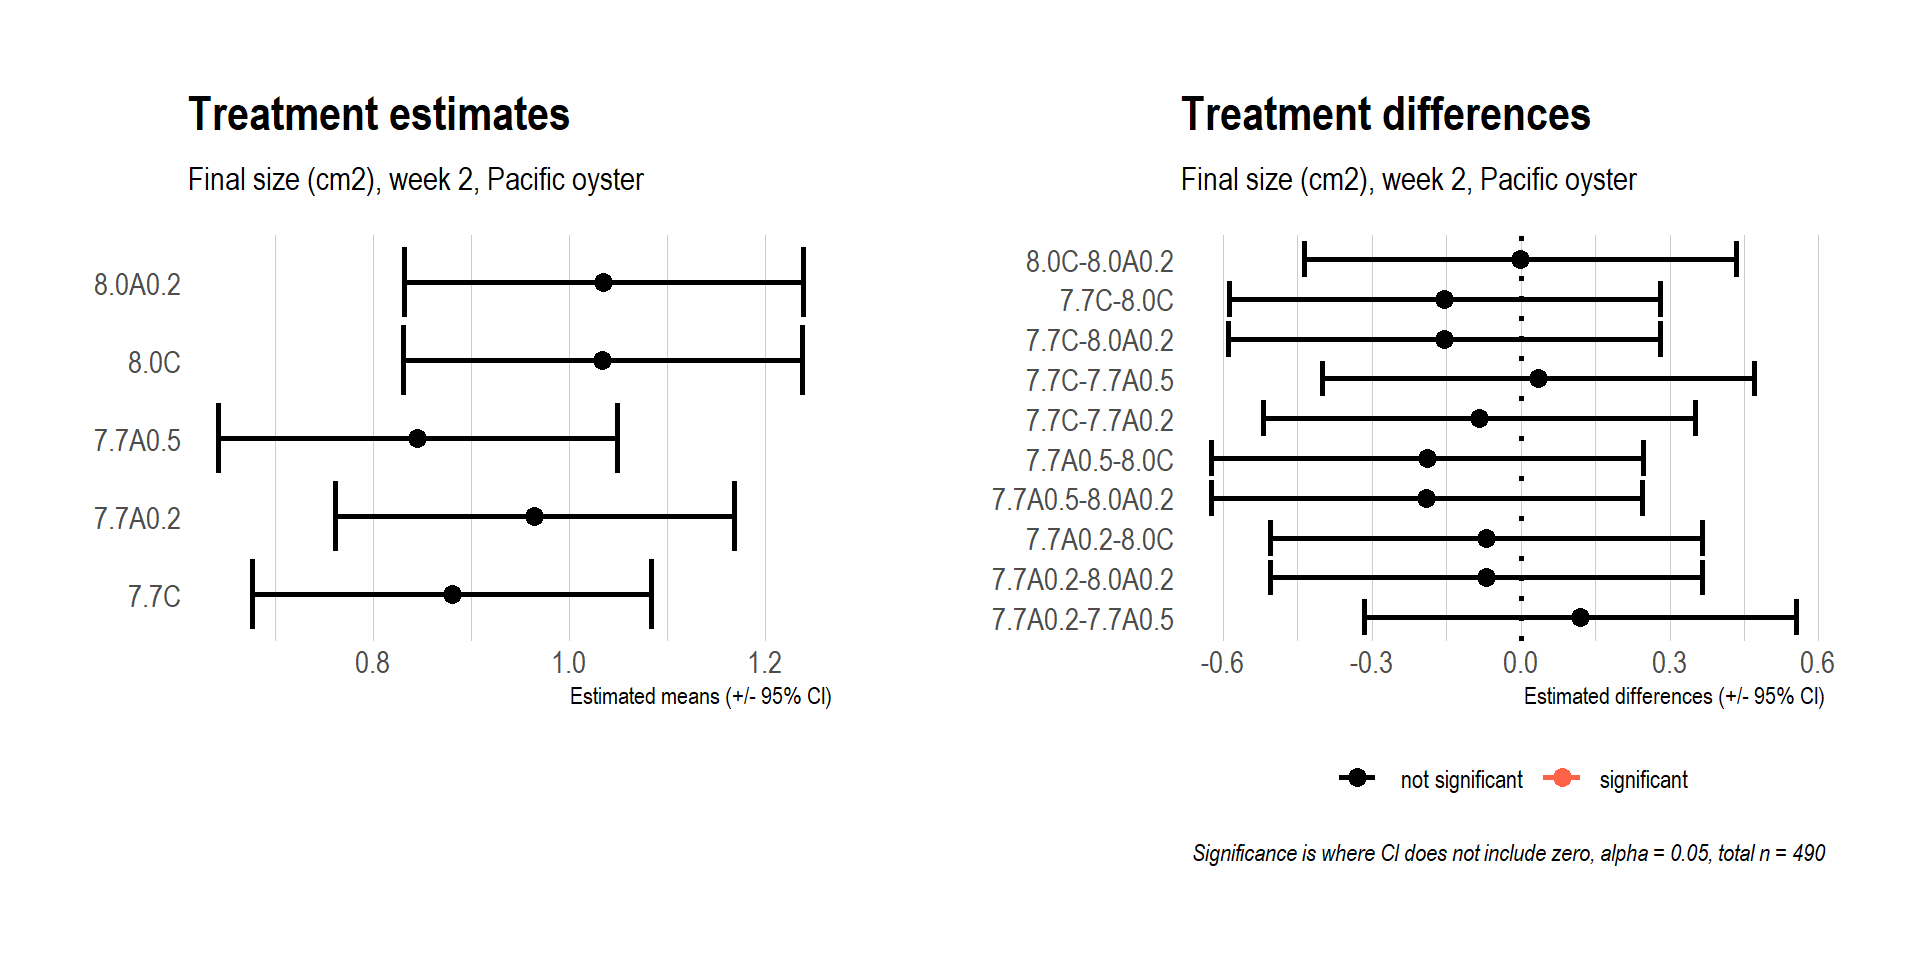 Treatment estimates
Final size (cm2), week 2, Pacific oyster
8.0A0.2
8.0C
7.7A0.5
7.7A0.2
7.7C
0.8 1.0 1.2
Estimated means (+/- 95% CI)
Treatment differences
Final size (cm2), week 2, Pacific oyster
8.0C-8.0A0.2
7.7C-8.0C
7.7C-8.0A0.2
7.7C-7.7A0.5
7.7C-7.7A0.2
7.7A0.5-8.0C
7.7A0.5-8.0A0.2
7.7A0.2-8.0C
7.7A0.2-8.0A0.2
7.7A0.2-7.7A0.5
-0.6 -0.3 0.0 0.3 0.6
Estimated differences (+/- 95% CI)
not significant significant
Significance is where CI does not include zero, alpha = 0.05, total n = 490